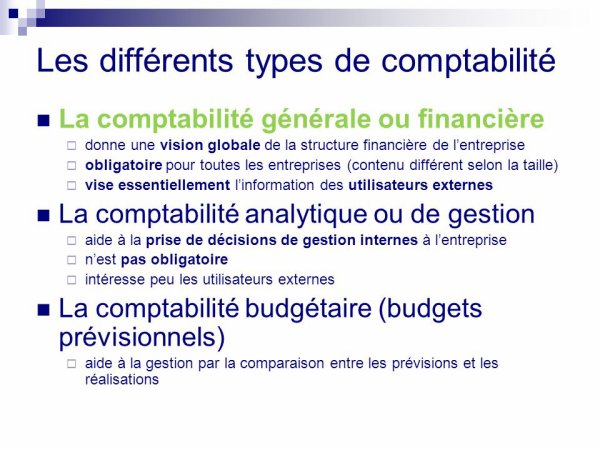 Les différents types de comptabilité
La comptabilité générale ou financière
donne une vision globale de la structure financière de l’entreprise
obligatoire pour toutes les entreprises (contenu différent selon la taille)
vise essentiellement l’information des utilisateurs externes
La comptabilité analytique ou de gestion
aide à la prise de décisions de gestion internes à l’entreprise
n’est pas obligatoire
intéresse peu les utilisateurs externes
La comptabilité budgétaire (budgets
prévisionnels)
aide à la gestion par la comparaison entre les prévisions et les
réalisations